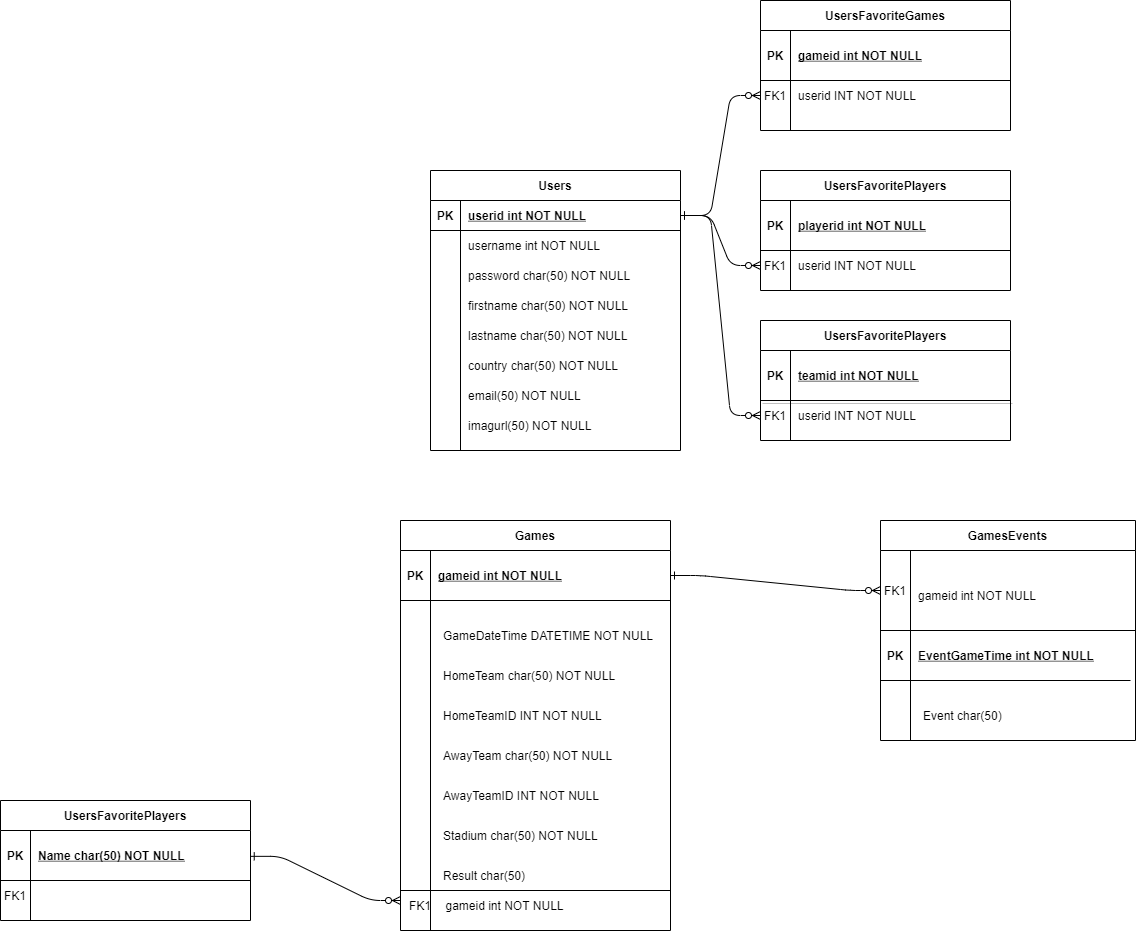 UsersFavoriteGames
PK gameid int NOT NULL
FK1 userid INT NOT NULL
Users
PK userid int NOT NULL
username int NOT NULL
password char(50) NOT NULL
firstname char(50) NOT NULL
lastname char(50) NOT NULL
country char(50) NOT NULL
email(50) NOT NULL
imagurl(50) NOT NULL
UsersFavoritePlayers
PK playerid int NOT NULL
FK1 userid INT NOT NULL
UsersFavoritePlayers
PK teamid int NOT NULL
FK1 userid INT NOT NULL
Games
PK gameid int NOT NULL
GameDateTime DATETIME NOT NULL
HomeTeam char(50) NOT NULL
HomeTeamID INT NOT NULL
AwayTeam char(50) NOT NULL
AwayTeamID INT NOT NULL
Stadium char(50) NOT NULL
Result char(50)
FK1 gameid int NOT NULL
GamesEvents
FK1 gameid int NOT NULL
PK EventGameTime int NOT NULL
Event char(50)
UsersFavoritePlayers
PK Name char(50) NOT NULL
FK1